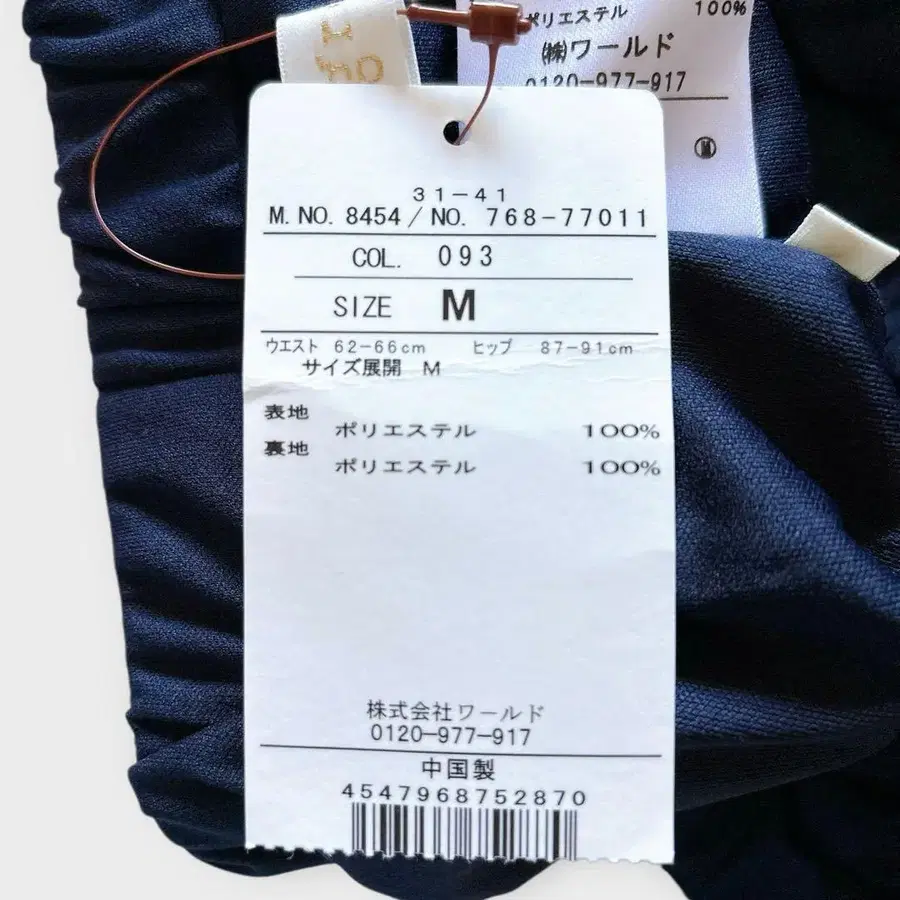 ポリエステル 100%
㈱ワールド
0120-977-917
M
31-41
M. NO. 8454 / NO. 768-77011
COL. 093
SIZE M
ウエスト 62-66cm ヒップ 87-91cm
サイズ展開 M
表地
ポリエステル 100%
裏地
ポリエステル 100%
株式会社ワールド
0120-977-917
中国製
4547968752870